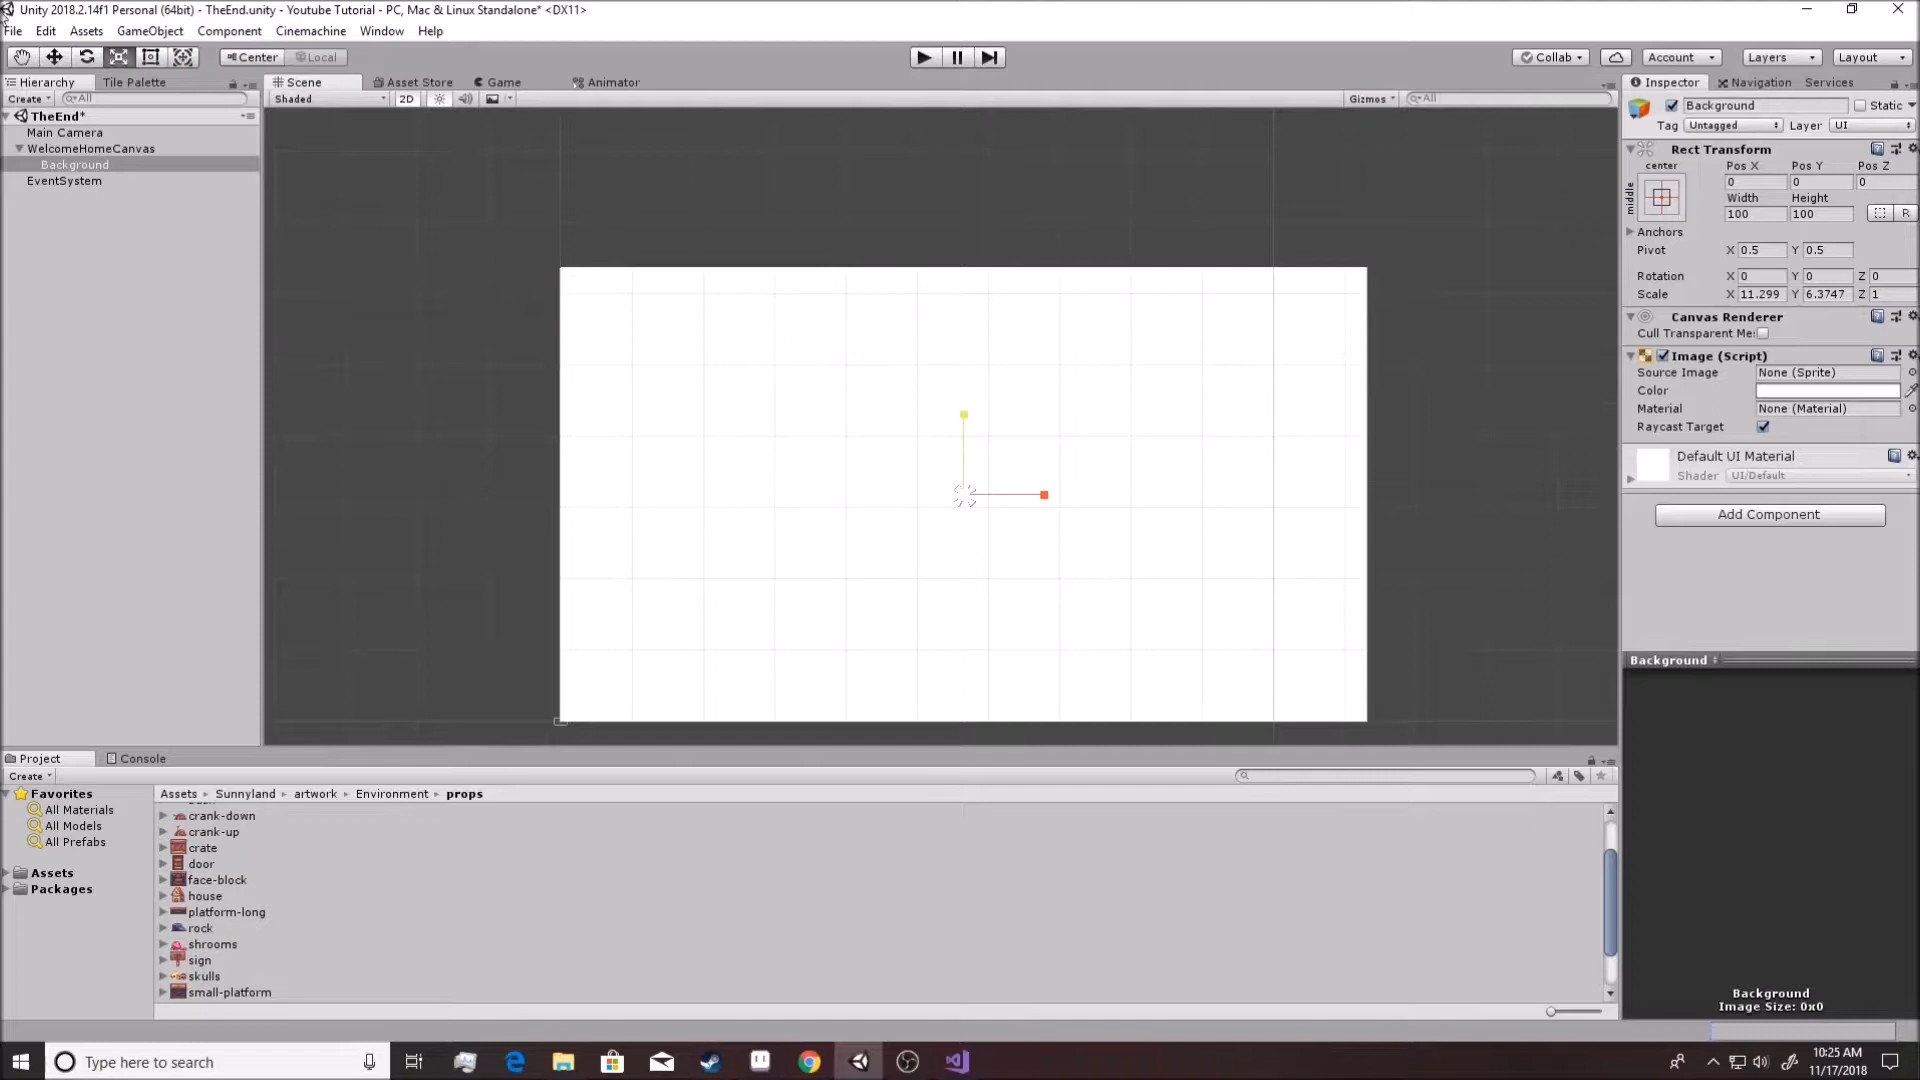 Unity 2018.2.14f1 Personal (64bit) - TheEnd.unity - Youtube Tutorial - PC, Mac & Linux Standalone* <DX11>
File Edit Assets GameObject Component Cinemachine Window Help
Center Local Collab Account Layers Layout
Hierarchy Tile Palette Scene Asset Store Game Animator Inspector Navigation Services
Create All Shaded 2D Gizmos All
TheEnd*
Main Camera
WelcomeHomeCanvas
Background
EventSystem
Background Static
Tag Untagged Layer UI
Rect Transform
center Pos X Pos Y Pos Z
middle 0 0 0
Width Height
100 100 R
Anchors
Pivot X 0.5 Y 0.5
Rotation X 0 Y 0 Z 0
Scale X 11.299 Y 6.3747 Z 1
Canvas Renderer
Cull Transparent Me
Image (Script)
Source Image None (Sprite)
Color
Material None (Material)
Raycast Target
Default UI Material
Shader UI/Default
Add Component
Background
Background
Image Size: 0x0
Project Console
Create
Favorites
All Materials
All Models
All Prefabs
Assets
Packages
Assets Sunnyland artwork Environment props
crank-down
crank-up
crate
door
face-block
house
platform-long
rock
shrooms
sign
skulls
small-platform
Type here to search
10:25 AM
11/17/2018